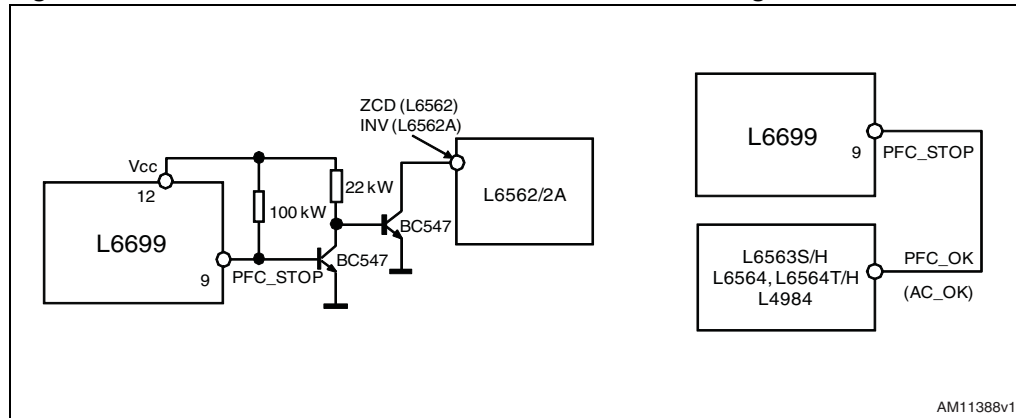 ZCD (L6562)
INV (L6562A)
Vcc
12
L6699
9
PFC_STOP
100 kW
22 kW
BC547
BC547
L6562/2A
L6699
9
PFC_STOP
L6563S/H
L6564, L6564T/H
L4984
PFC_OK
(AC_OK)
AM11388v1